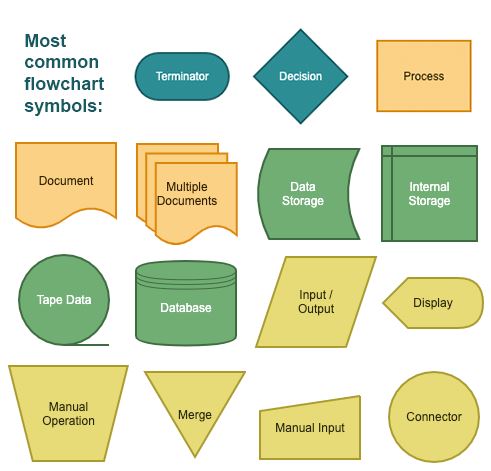 Most
common
flowchart
symbols:
Terminator
Decision
Process
Document
Multiple
Documents
Data
Storage
Internal
Storage
Tape Data
Database
Input /
Output
Display
Manual
Operation
Merge
Manual Input
Connector